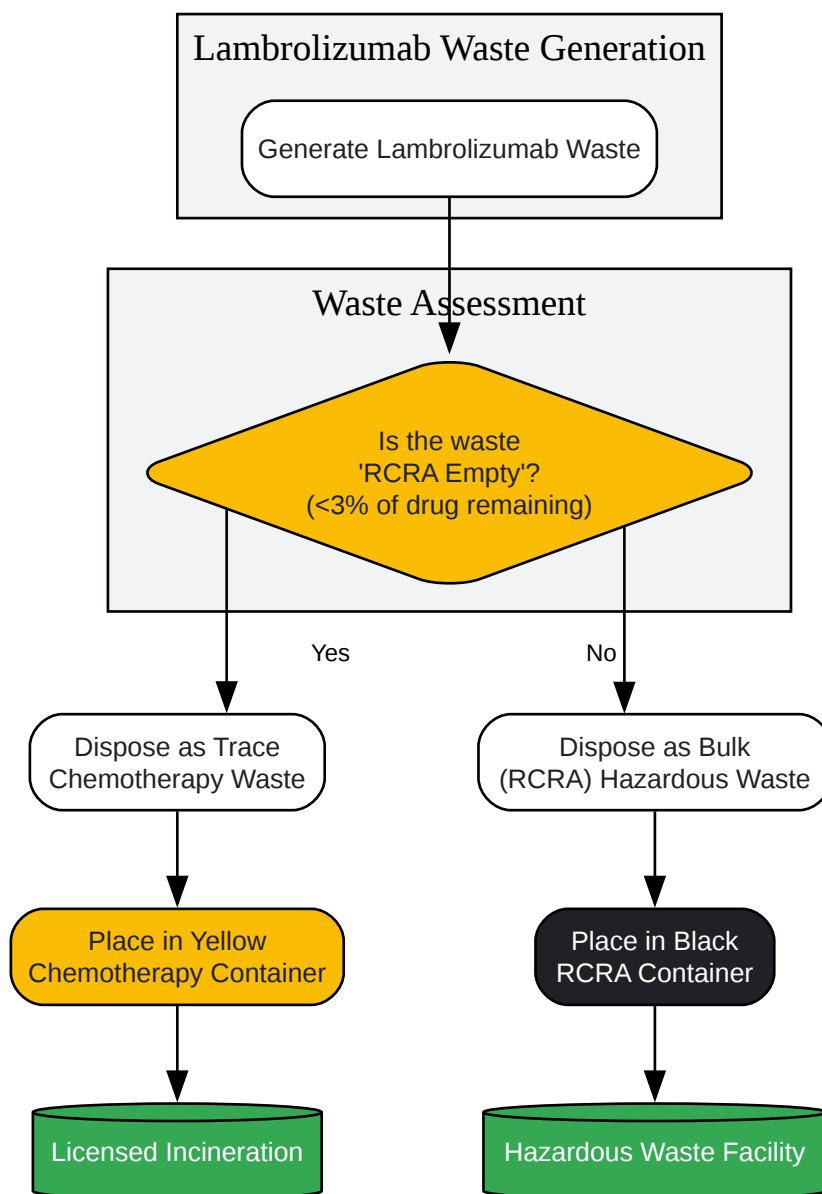 Lambrolizumab Waste Generation
Generate Lambrolizumab Waste
Waste Assessment
Is the waste
'RCRA Empty'?
(<3% of drug remaining)
Yes
No
Dispose as Trace
Chemotherapy Waste
Dispose as Bulk
(RCRA) Hazardous Waste
Place in Yellow
Chemotherapy Container
Place in Black
RCRA Container
Licensed Incineration
Hazardous Waste Facility